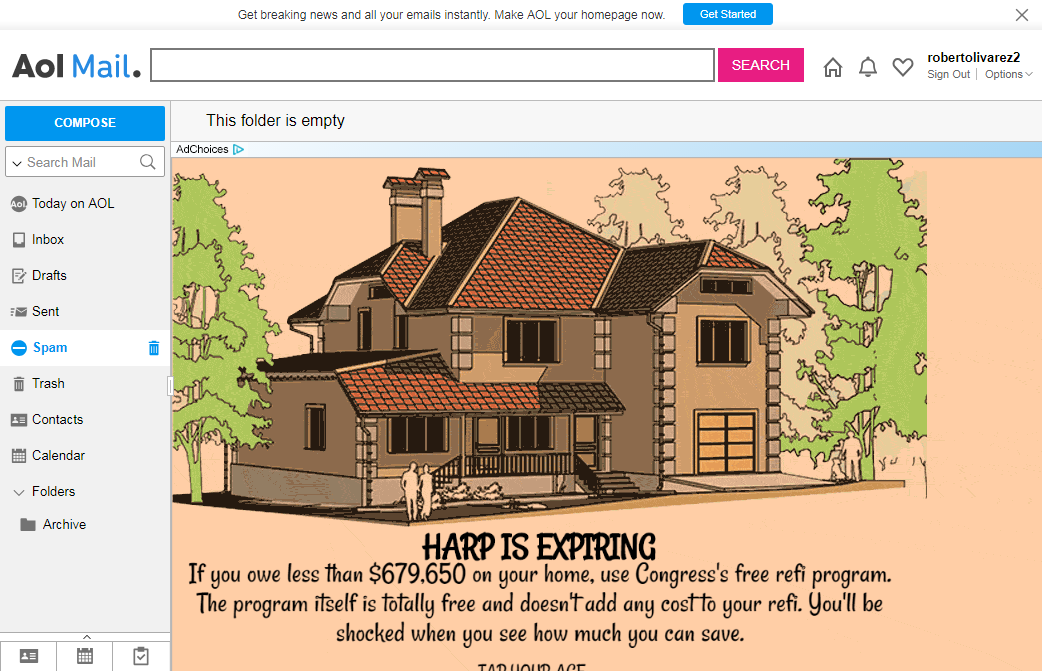 Get breaking news and all your emails instantly. Make AOL your homepage now. Get Started
Aol Mail. SEARCH robertolivarez2
Sign Out Options
COMPOSE
This folder is empty
AdChoices
Search Mail
Aol. Today on AOL
Inbox
Drafts
Sent
Spam
Trash
Contacts
Calendar
Folders
Archive
HARP IS EXPIRING
If you owe less than $679,650 on your home, use Congress's free refi program.
The program itself is totally free and doesn't add any cost to your refi. You'll be
shocked when you see how much you can save.
TAP YOUR AGE